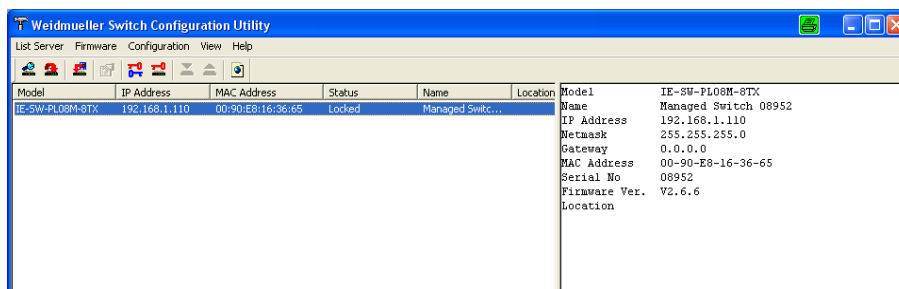 Weidmueller Switch Configuration Utility
List Server Firmware Configuration View Help
Model IP Address MAC Address Status Name Location
IE-SW-PL08M-8TX 192.168.1.110 00:90:E8:16:36:65 Locked Managed Switc...
Model IE-SW-PL08M-8TX
Name Managed Switch 08952
IP Address 192.168.1.110
Netmask 255.255.255.0
Gateway 0.0.0.0
MAC Address 00-90-E8-16-36-65
Serial No 08952
Firmware Ver. V2.6.6
Location